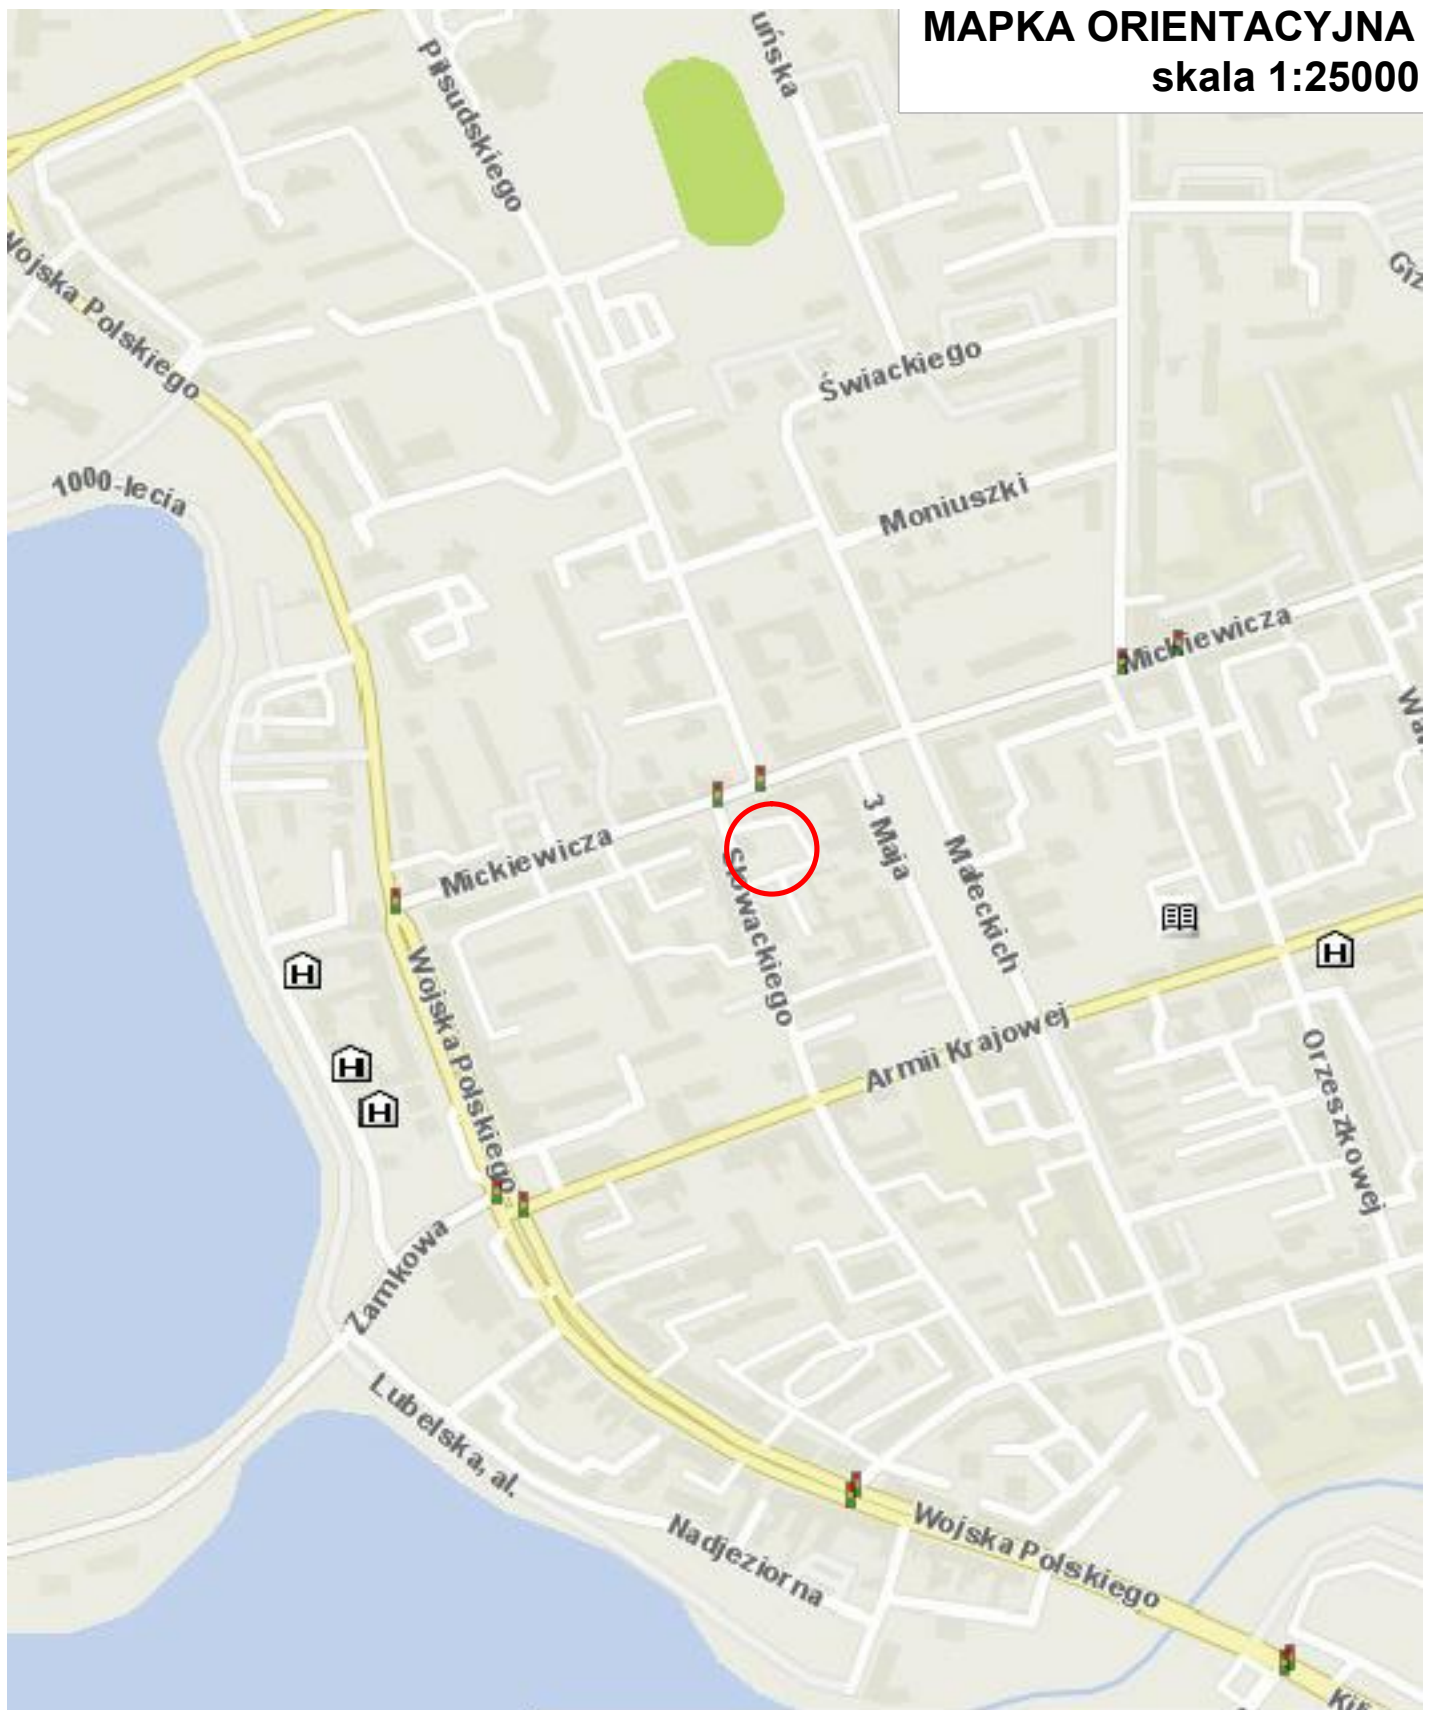 MAPKA ORIENTACYJNA
skala 1:25000
Piłsudskiego
uńska
Wojska Polskiego
Giz
Świackiego
1000-lecia
Moniuszki
Mickiewicza
Mickiewicza
3 Maja
Małeckich
Słowackiego
H
H
H
H
Wojska Polskiego
Armii Krajowej
Orzeszkowej
Zamkowa
Lubelska, al.
Nadjeziorna
Wojska Polskiego